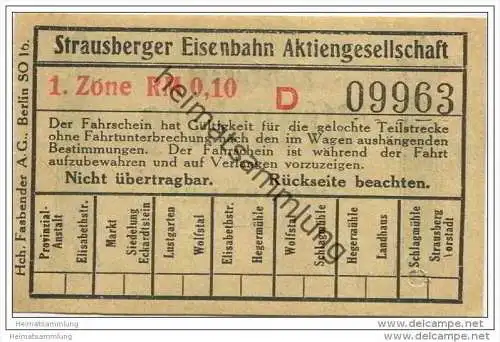 Strausberger Eisenbahn Aktiengesellschaft
1. Zone RM 0,10 D 09963
Der Fahrschein hat Gültigkeit für die gelochte Teilstrecke
ohne Fahrtunterbrechung nach den im Wagen aushängenden
Bestimmungen. Der Fahrschein ist während der Fahrt
aufzubewahren und auf Verlangen vorzuzeigen.
Nicht übertragbar. Rückseite beachten.
Provinzial-
Anstalt
Elisabethstr.
Markt
Siedelung
Eckardtstein
Lustgarten
Wolfstal
Elisabethstr.
Hegermühle
Wolfstal
Schlagmühle
Hegermühle
Landhaus
Schlagmühle
Strausberg
Vorstadt
Hch. Fasbender A.G., Berlin SO 16.
heimatsammlung
Heimatsammlung
Heimatsammlung
www.delcampe.net